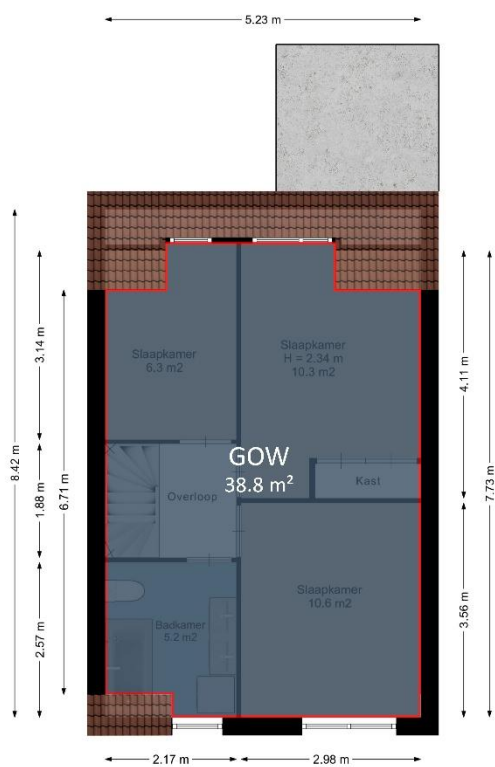 5.23 m
8.42 m
3.14 m
1.88 m
2.57 m
6.71 m
4.11 m
3.56 m
7.73 m
Slaapkamer
6.3 m2
Slaapkamer
H = 2.34 m
10.3 m2
GOW
38.8 m²
Overloop
Kast
Slaapkamer
10.6 m2
Badkamer
5.2 m2
2.17 m
2.98 m